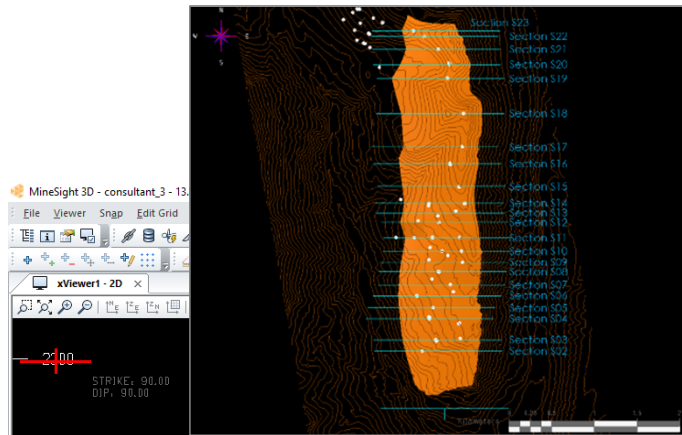 Section S23
Section S22
Section S21
N
W E
S
Section S20
Section S19
Section S18
Section S17
Section S16
Section S15
Section S14
Section S13
Section S12
Section S11
Section S10
Section S09
Section S08
Section S07
Section S06
Section S05
Section S04
Section S03
Section S02
Kilometers
MineSight 3D - consultant_3 - 13.
File Viewer Snap Edit Grid
xViewer1 - 2D
STRIKE: 90.00
DIP: 90.00